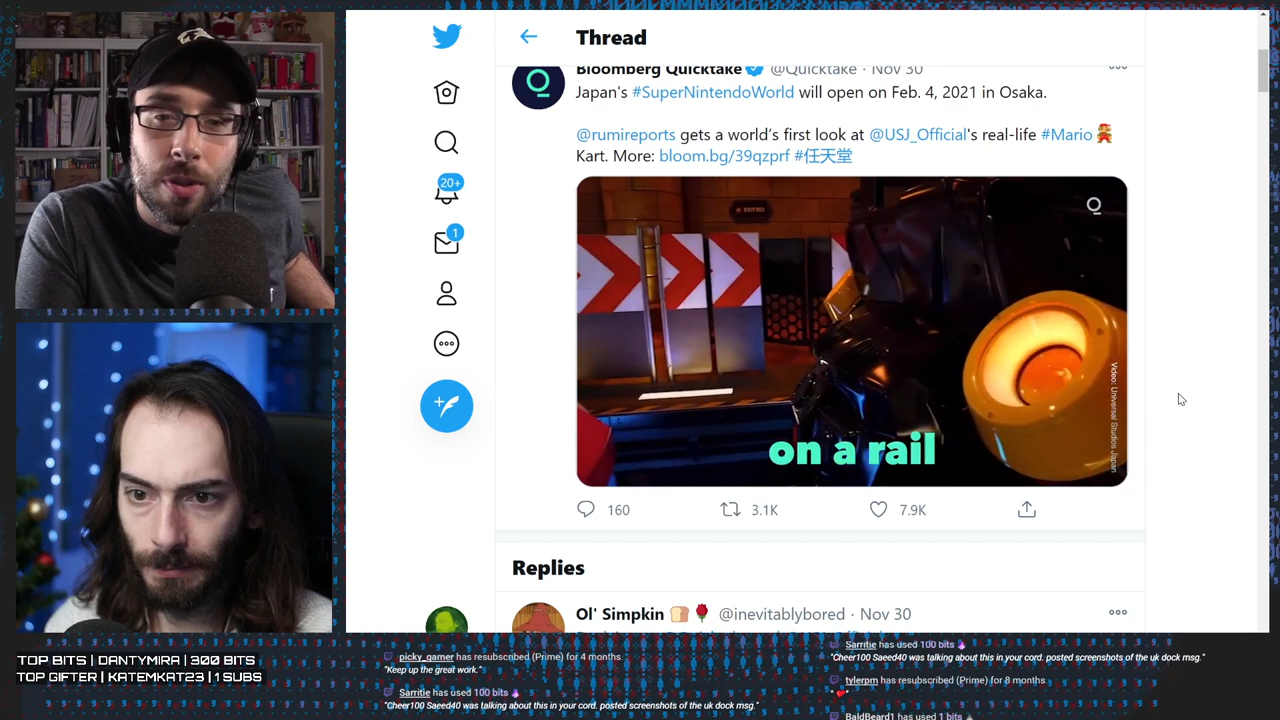 Thread
Bloomberg Quicktake @Quicktake · Nov 30
Japan's #SuperNintendoWorld will open on Feb. 4, 2021 in Osaka.
@rumireports gets a world's first look at @USJ_Official's real-life #Mario
Kart. More: bloom.bg/39qzprf #任天堂
20+
1
on a rail
Video: Universal Studios Japan
160
3.1K
7.9K
Replies
Ol' Simpkin @inevitablybored · Nov 30
TOP BITS | DANTYMIRA | 300 BITS
TOP GIFTER | KATEMKAT23 | 1 SUBS
picky_gamer has resubscribed (Prime) for 4 months.
"Keep up the great work."
Sarritie has used 100 bits
"Cheer100 Saeed40 was talking about this in your cord. posted screenshots of the uk dock msg."
Sarritie has used 100 bits
"Cheer100 Saeed40 was talking about this in your cord. posted screenshots of the uk dock msg."
tylerpm has resubscribed (Prime) for 8 months.
BaldBeard1 has used 1 bits